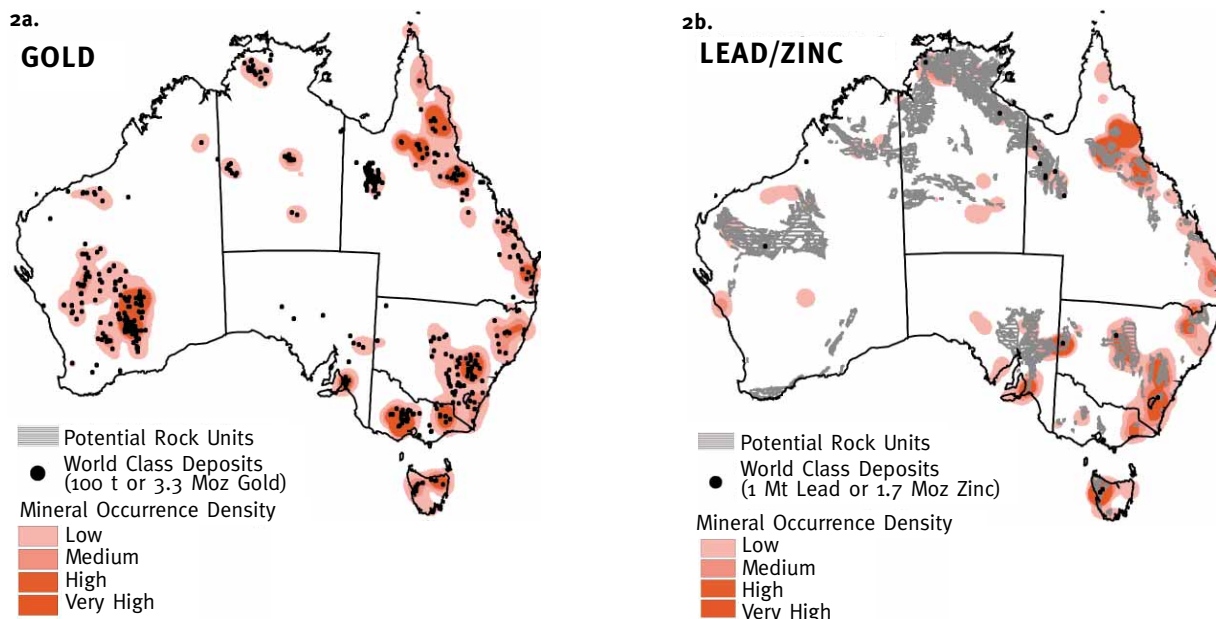 2a.
GOLD
Potential Rock Units
World Class Deposits
(100 t or 3.3 Moz Gold)
Mineral Occurrence Density
Low
Medium
High
Very High
2b.
LEAD/ZINC
Potential Rock Units
World Class Deposits
(1 Mt Lead or 1.7 Moz Zinc)
Mineral Occurrence Density
Low
Medium
High
Very High